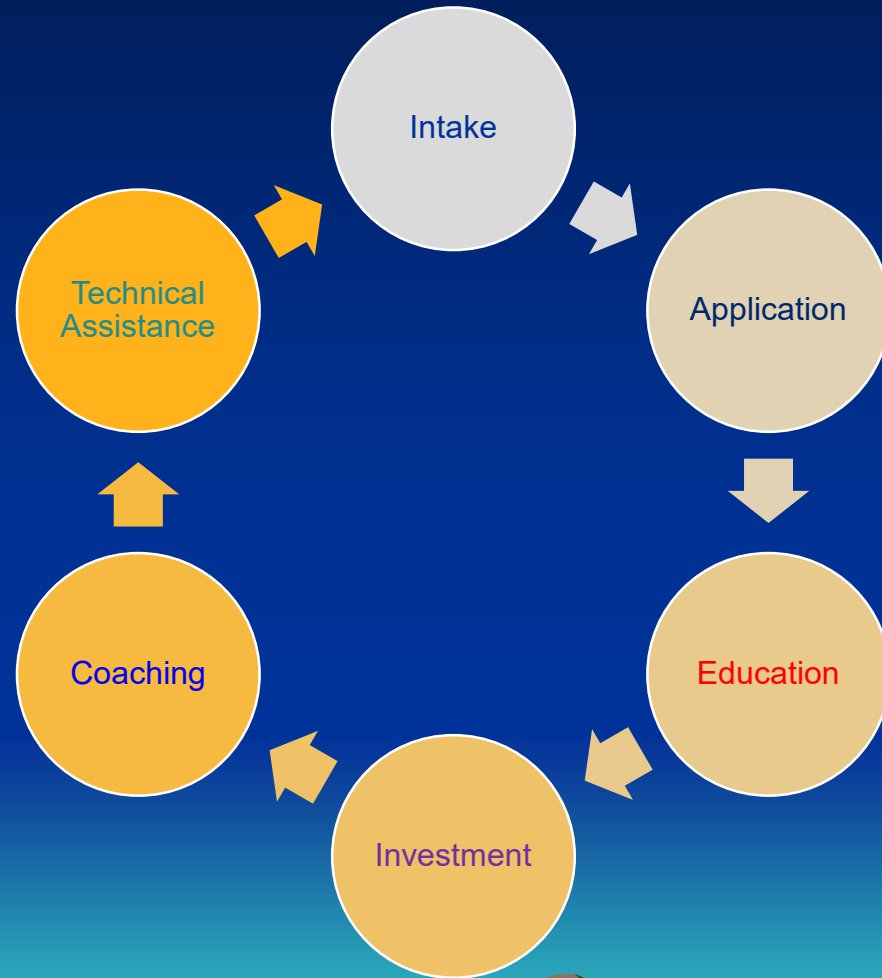 Intake
Application
Education
Investment
Coaching
Technical
Assistance